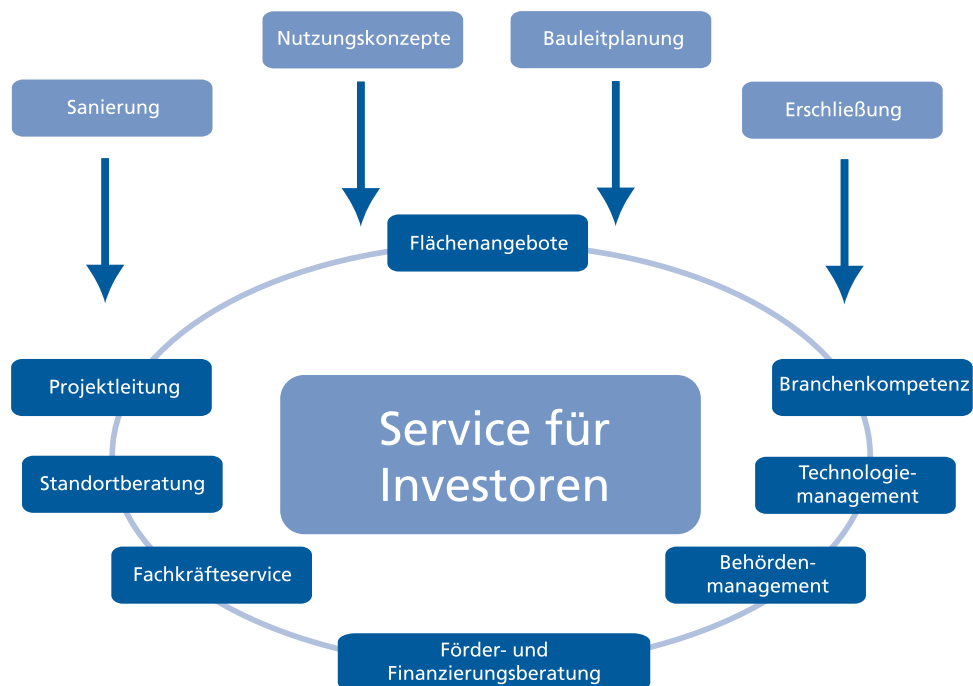 Nutzungskonzepte
Bauleitplanung
Sanierung
Erschließung
Flächenangebote
Projektleitung
Branchenkompetenz
Service für
Investoren
Standortberatung
Technologie-
management
Fachkräfteservice
Behörden-
management
Förder- und
Finanzierungsberatung